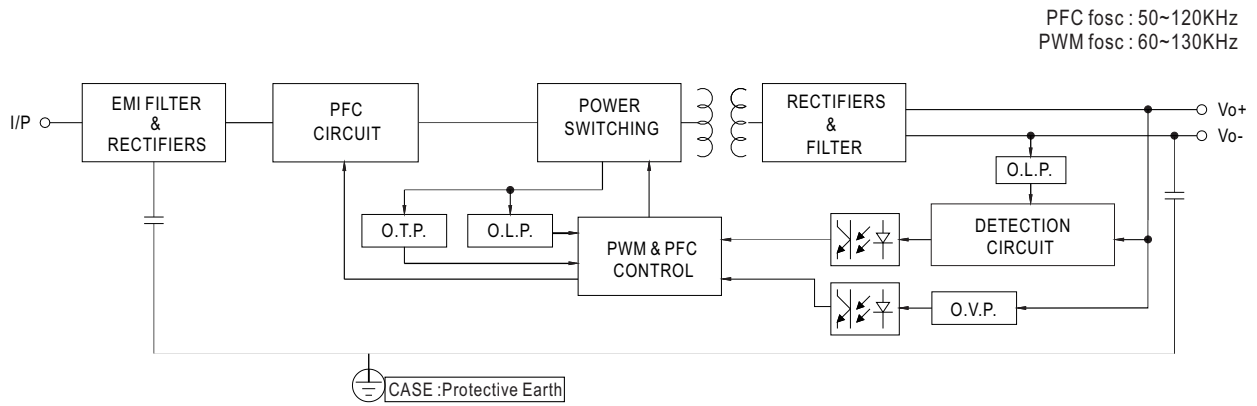 PFC fosc : 50~120KHz
PWM fosc : 60~130KHz
I/P
EMI FILTER
&
RECTIFIERS
PFC
CIRCUIT
POWER
SWITCHING
RECTIFIERS
&
FILTER
Vo+
Vo-
O.L.P.
O.T.P.
O.L.P.
PWM & PFC
CONTROL
DETECTION
CIRCUIT
O.V.P.
CASE :Protective Earth